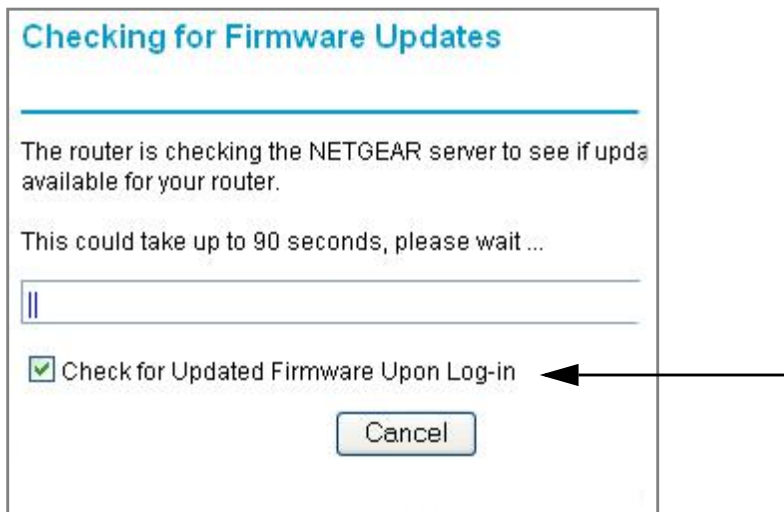 Checking for Firmware Updates
The router is checking the NETGEAR server to see if upda
available for your router.
This could take up to 90 seconds, please wait ...
Check for Updated Firmware Upon Log-in
Cancel